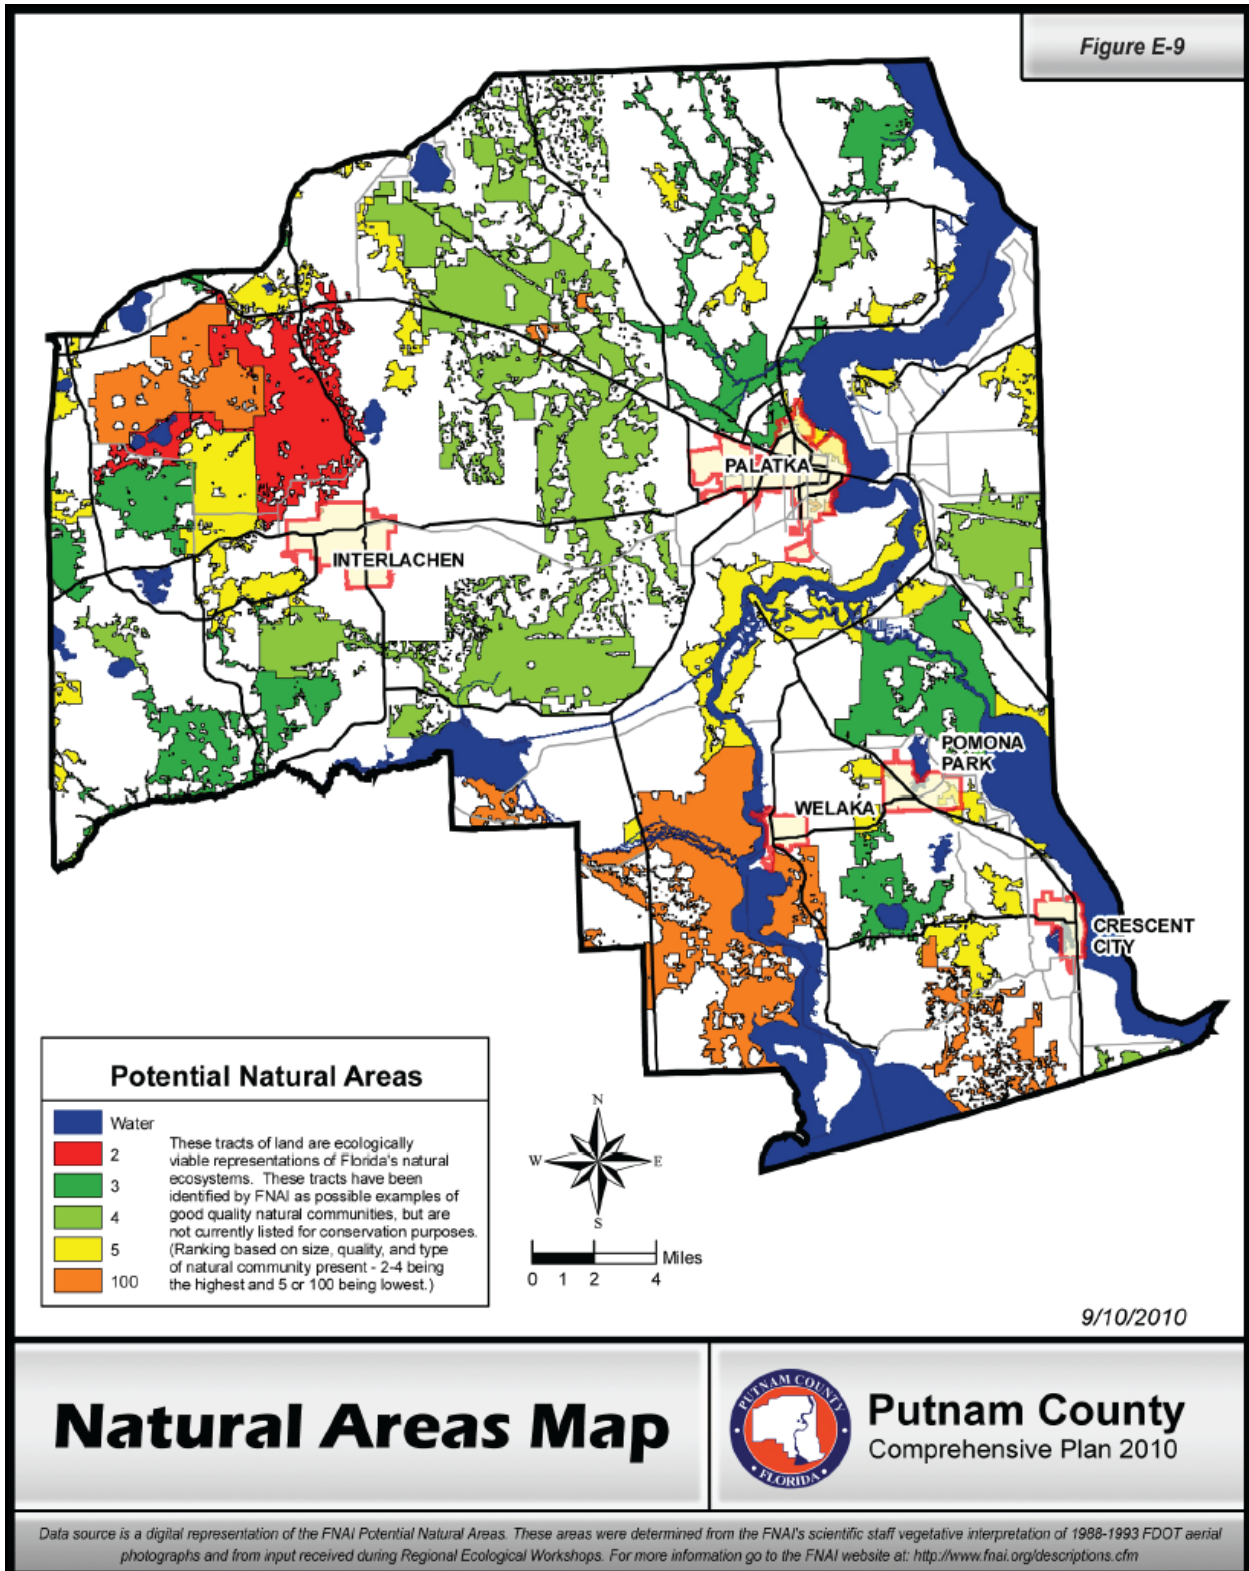 Figure E-9
PALATKA
INTERLACHEN
POMONA
PARK
WELAKA
CRESCENT
CITY
Potential Natural Areas
Water
2
3
4
5
100
These tracts of land are ecologically
viable representations of Florida's natural
ecosystems. These tracts have been
identified by FNAI as possible examples of
good quality natural communities, but are
not currently listed for conservation purposes.
(Ranking based on size, quality, and type
of natural community present - 2-4 being
the highest and 5 or 100 being lowest.)
N
W E
S
Miles
0 1 2 4
9/10/2010
Natural Areas Map
PUTNAM COUNTY
FLORIDA
Putnam County
Comprehensive Plan 2010
Data source is a digital representation of the FNAI Potential Natural Areas. These areas were determined from the FNAI's scientific staff vegetative interpretation of 1988-1993 FDOT aerial
photographs and from input received during Regional Ecological Workshops. For more information go to the FNAI website at: http://www.fnai.org/descriptions.cfm